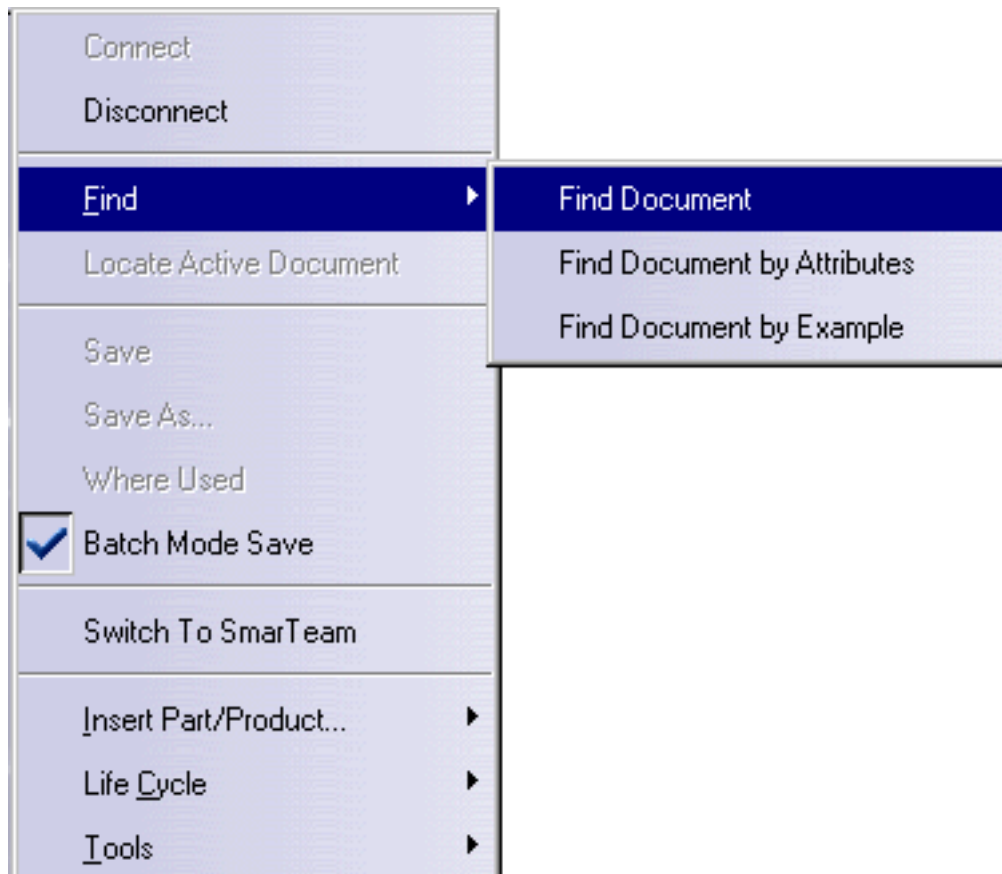 Connect
Disconnect
Find
Locate Active Document
Save
Save As...
Where Used
Batch Mode Save
Switch To SmarTeam
Insert Part/Product...
Life Cycle
Tools
Find Document
Find Document by Attributes
Find Document by Example